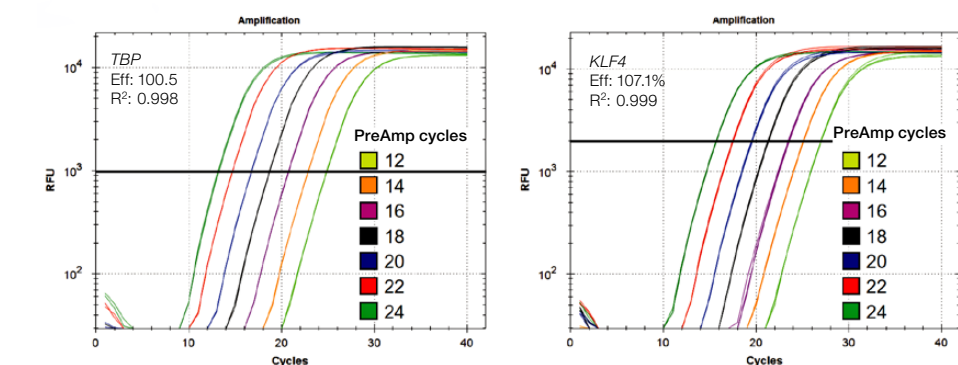 Amplification
TBP
Eff: 100.5
R²: 0.998
PreAmp cycles
12
14
16
18
20
22
24
10⁴
10³
10²
RFU
0
10
20
30
40
Cycles
Amplification
KLF4
Eff: 107.1%
R²: 0.999
PreAmp cycles
12
14
16
18
20
22
24
10⁴
10³
10²
RFU
0
10
20
30
40
Cycles